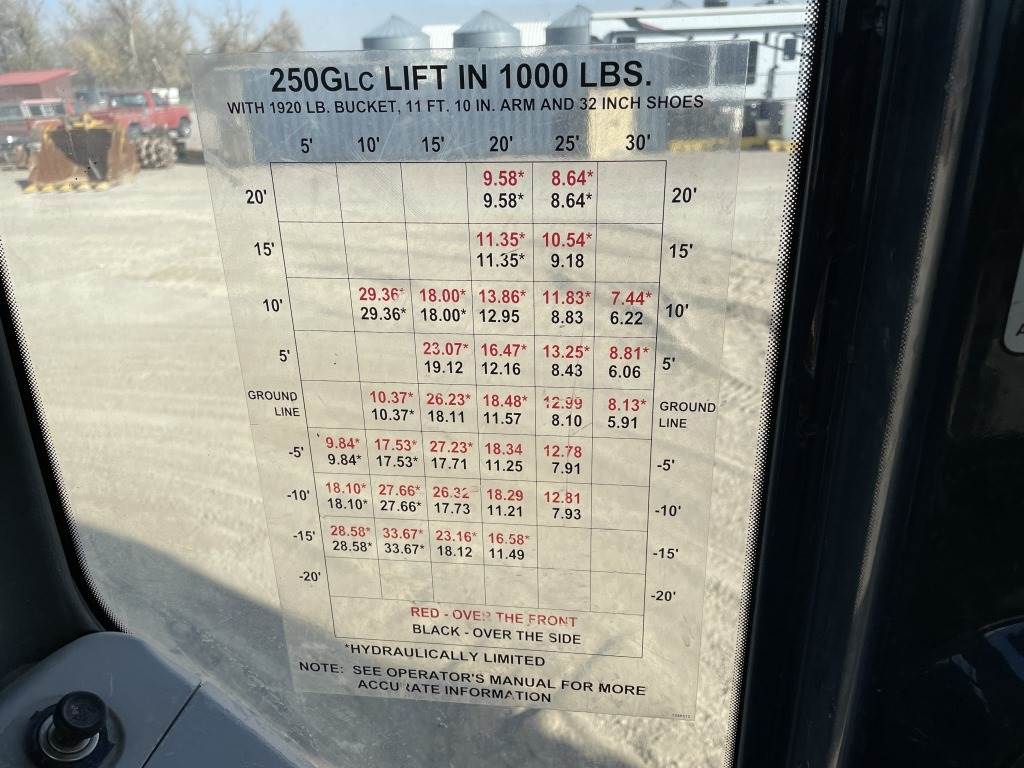 250GLC LIFT IN 1000 LBS.
WITH 1920 LB. BUCKET, 11 FT. 10 IN. ARM AND 32 INCH SHOES
5' 10' 15' 20' 25' 30'
20' 9.58* 8.64* 20'
9.58* 8.64*
15' 11.35* 10.54* 15'
11.35* 9.18
10' 29.36* 18.00* 13.86* 11.83* 7.44* 10'
29.36* 18.00* 12.95 8.83 6.22
5' 23.07* 16.47* 13.25* 8.81* 5'
19.12 12.16 8.43 6.06
GROUND 10.37* 26.23* 18.48* 12.99 8.13* GROUND
LINE 10.37* 18.11 11.57 8.10 5.91 LINE
-5' 9.84* 17.53* 27.23* 18.34 12.78 -5'
9.84* 17.53* 17.71 11.25 7.91
-10' 18.10* 27.66* 26.32 18.29 12.81 -10'
18.10* 27.66* 17.73 11.21 7.93
-15' 28.58* 33.67* 23.16* 16.58* -15'
28.58* 33.67* 18.12 11.49
-20' -20'
RED - OVER THE FRONT
BLACK - OVER THE SIDE
*HYDRAULICALLY LIMITED
NOTE: SEE OPERATOR'S MANUAL FOR MORE
ACCURATE INFORMATION